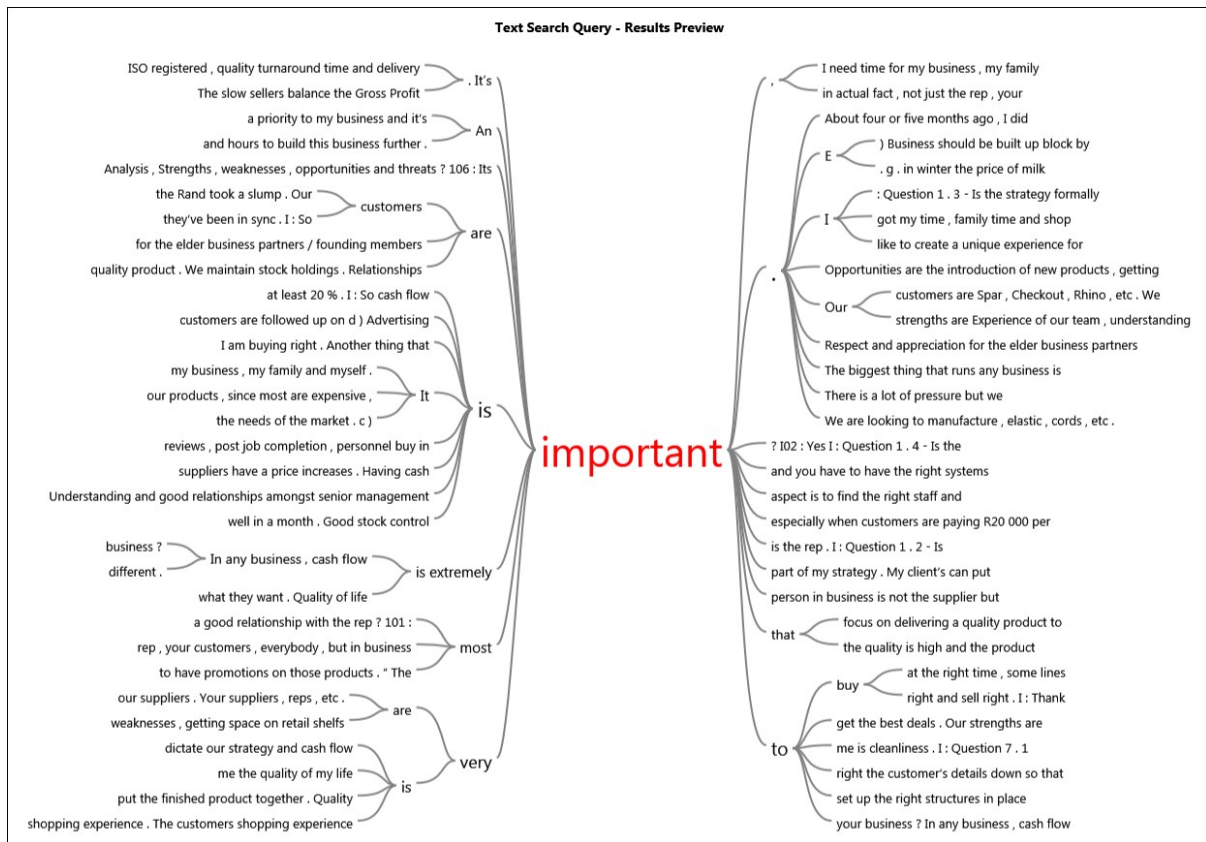 Text Search Query - Results Preview
ISO registered , quality turnaround time and delivery
The slow sellers balance the Gross Profit
. It's
a priority to my business and it's
and hours to build this business further .
An
Analysis , Strengths , weaknesses , opportunities and threats ? 106 : Its
the Rand took a slump . Our
they've been in sync . I : So
customers
for the elder business partners / founding members
quality product . We maintain stock holdings . Relationships
are
at least 20 % . I : So cash flow
customers are followed up on d ) Advertising
I am buying right . Another thing that
my business , my family and myself .
our products , since most are expensive ,
the needs of the market . c )
It
reviews , post job completion , personnel buy in
suppliers have a price increases . Having cash
Understanding and good relationships amongst senior management
well in a month . Good stock control
is
business ?
different .
In any business , cash flow
what they want . Quality of life
is extremely
a good relationship with the rep ? 101 :
rep , your customers , everybody , but in business
to have promotions on those products . " The
most
our suppliers . Your suppliers , reps , etc .
weaknesses , getting space on retail shelfs
are
dictate our strategy and cash flow
me the quality of my life
put the finished product together . Quality
shopping experience . The customers shopping experience
is
very
important
,
I need time for my business , my family
in actual fact , not just the rep , your
.
About four or five months ago , I did
E
) Business should be built up block by
. g . in winter the price of milk
I
: Question 1 . 3 - Is the strategy formally
got my time , family time and shop
like to create a unique experience for
Opportunities are the introduction of new products , getting
Our
customers are Spar , Checkout , Rhino , etc . We
strengths are Experience of our team , understanding
Respect and appreciation for the elder business partners
The biggest thing that runs any business is
There is a lot of pressure but we
We are looking to manufacture , elastic , cords , etc .
? I02 : Yes I : Question 1 . 4 - Is the
and you have to have the right systems
aspect is to find the right staff and
especially when customers are paying R20 000 per
is the rep . I : Question 1 . 2 - Is
part of my strategy . My client's can put
person in business is not the supplier but
that
focus on delivering a quality product to
the quality is high and the product
to
buy
at the right time , some lines
right and sell right . I : Thank
get the best deals . Our strengths are
me is cleanliness . I : Question 7 . 1
right the customer's details down so that
set up the right structures in place
your business ? In any business , cash flow